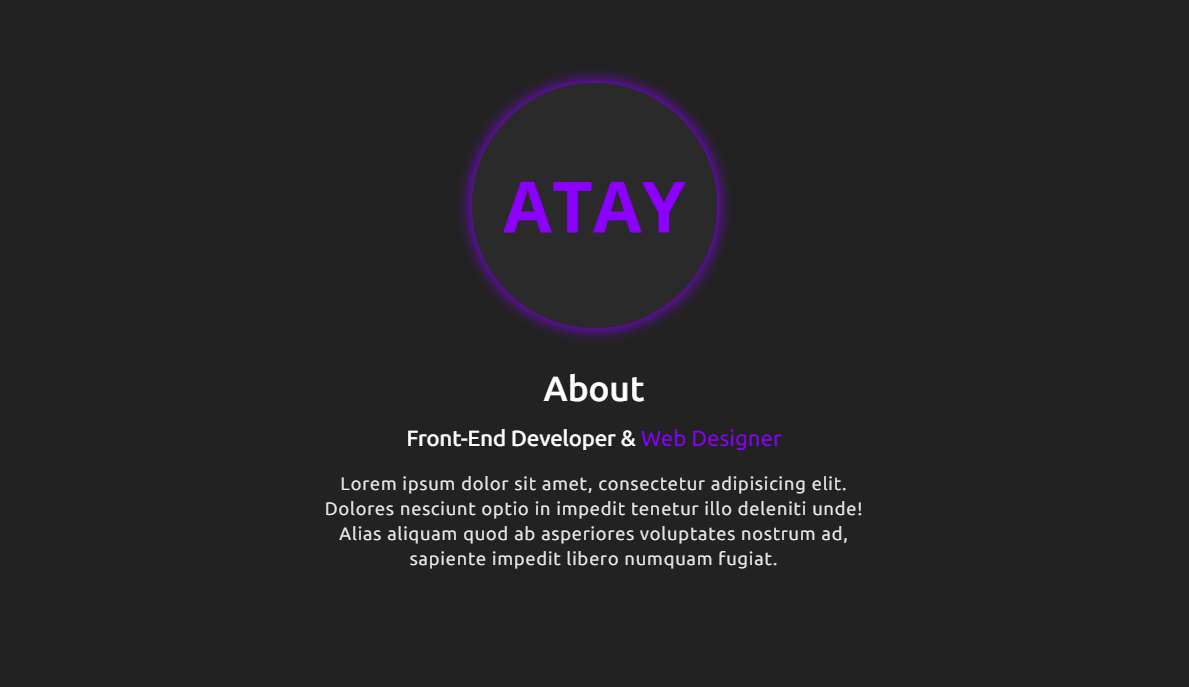 ATAY
About
Front-End Developer & Web Designer
Lorem ipsum dolor sit amet, consectetur adipisicing elit.
Dolores nesciunt optio in impedit tenetur illo deleniti unde!
Alias aliquam quod ab asperiores voluptates nostrum ad,
sapiente impedit libero numquam fugiat.